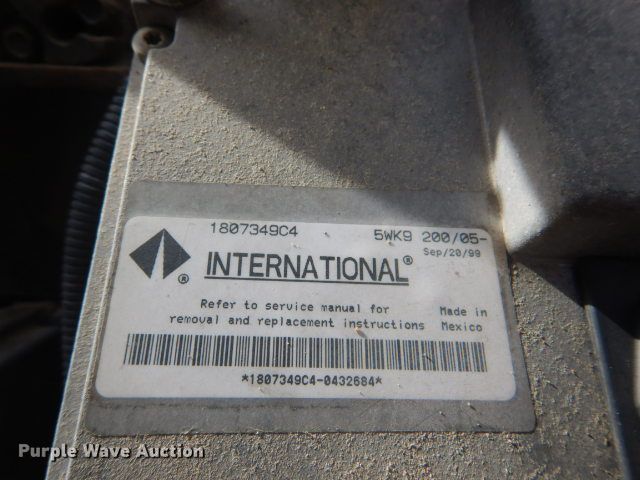 1807349C4 5WK9 200/05-
Sep/20/99
® INTERNATIONAL®
Refer to service manual for Made in
removal and replacement instructions Mexico
*1807349C4-0432684*
Purple Wave Auction